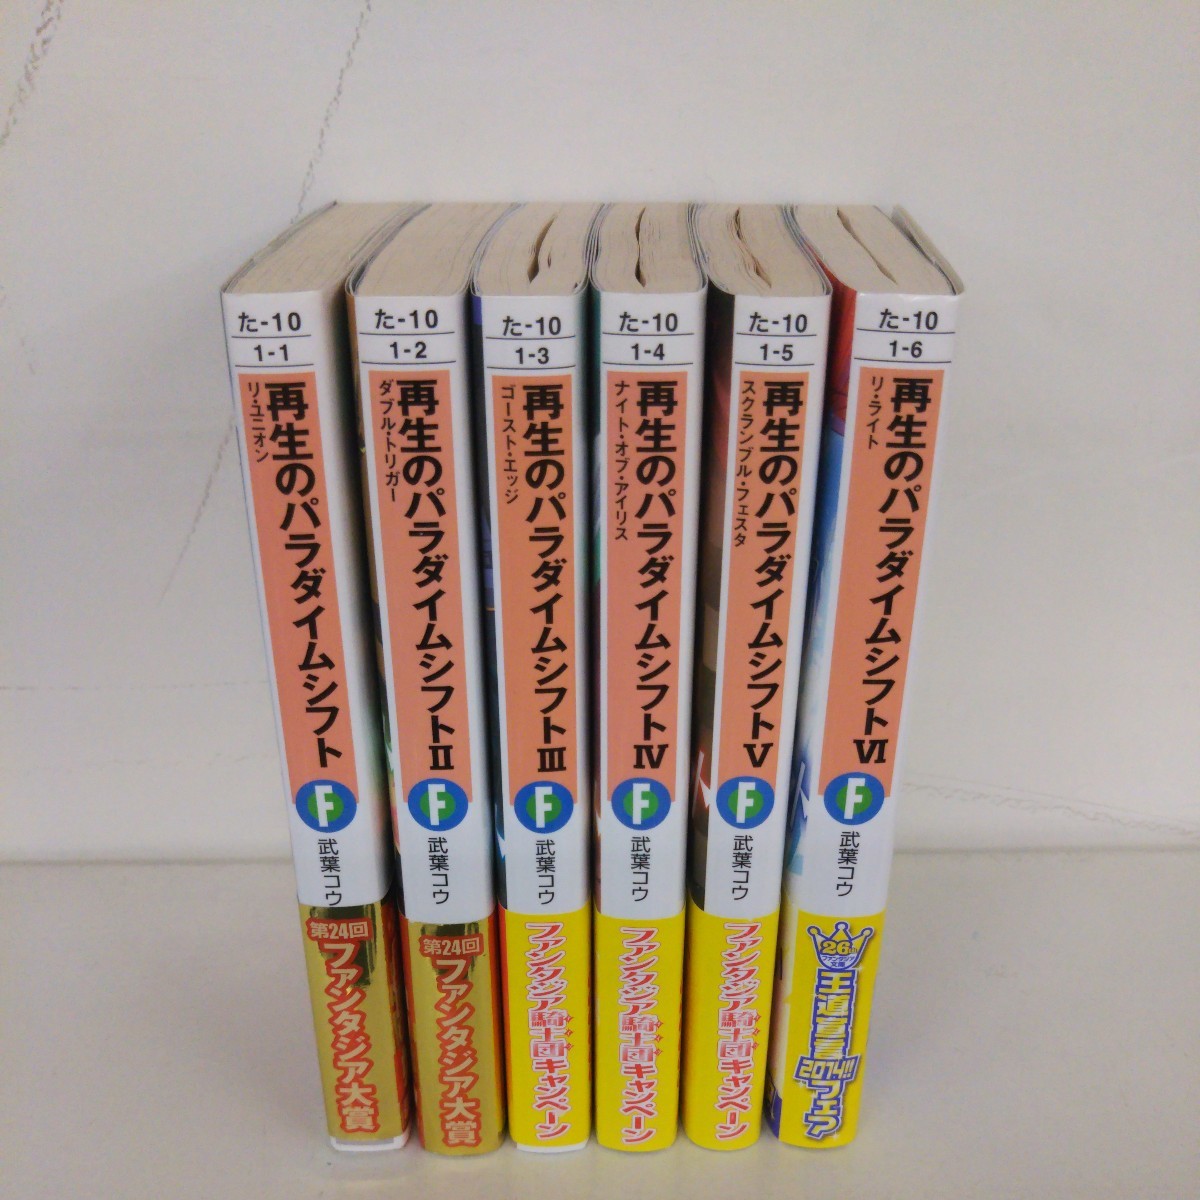 た-10
1-1
再生のパラダイムシフト
リ・ユニオン
F
武葉コウ
第24回
ファンタジア大賞
た-10
1-2
再生のパラダイムシフトⅡ
ダブル・トリガー
F
武葉コウ
第24回
ファンタジア大賞
た-10
1-3
再生のパラダイムシフトⅢ
ゴースト・エッジ
F
武葉コウ
ファンタジア騎士団キャンペーン
た-10
1-4
再生のパラダイムシフトⅣ
ナイト・オブ・アイリス
F
武葉コウ
ファンタジア騎士団キャンペーン
た-10
1-5
再生のパラダイムシフトⅤ
スクランブル・フェスタ
F
武葉コウ
ファンタジア騎士団キャンペーン
た-10
1-6
再生のパラダイムシフトⅥ
リ・ライト
F
武葉コウ
26th
ファンタジア
文庫
王道宣言
2014!!
フェア